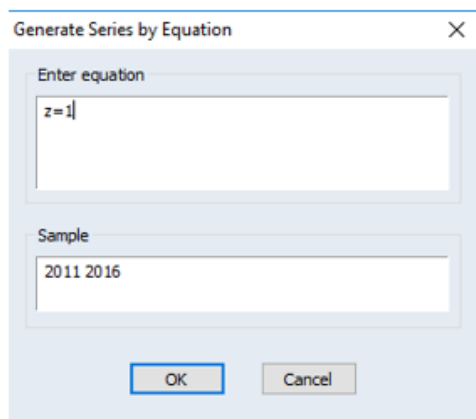 Generate Series by Equation
Enter equation
z=1
Sample
2011 2016
OK
Cancel